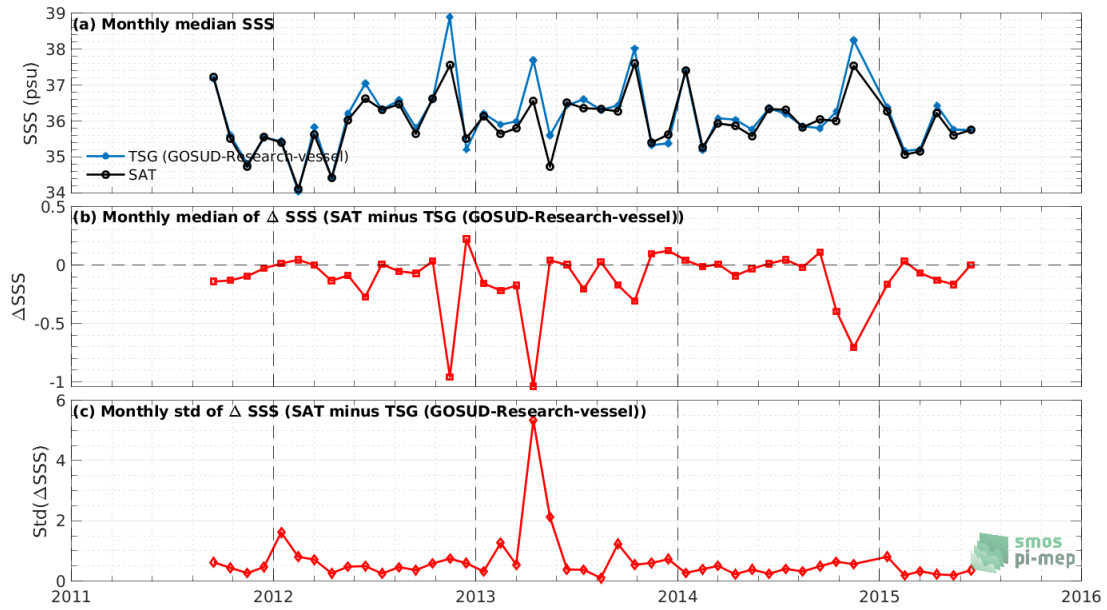 39
38
37
36
35
34
SSS (psu)
(a) Monthly median SSS
TSG (GOSUD-Research-vessel)
SAT
0.5
0
-0.5
-1
ΔSSS
(b) Monthly median of Δ SSS (SAT minus TSG (GOSUD-Research-vessel))
6
4
2
0
Std(ΔSSS)
(c) Monthly std of Δ SSS (SAT minus TSG (GOSUD-Research-vessel))
smos
pi-mep
2011 2012 2013 2014 2015 2016